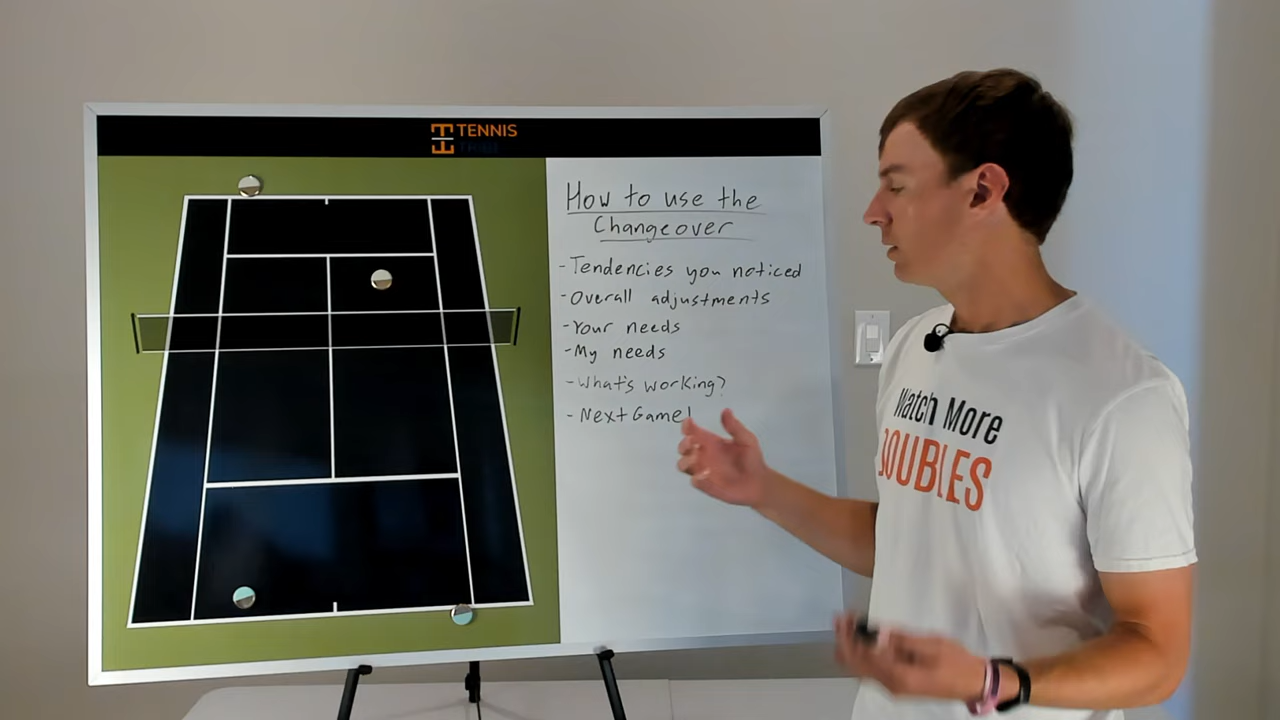 TENNIS
TRIBE
How to use the
Changeover
- Tendencies you noticed
- Overall adjustments
- Your needs
- My needs
- What's working?
- Next Game!
Watch More
DOUBLES